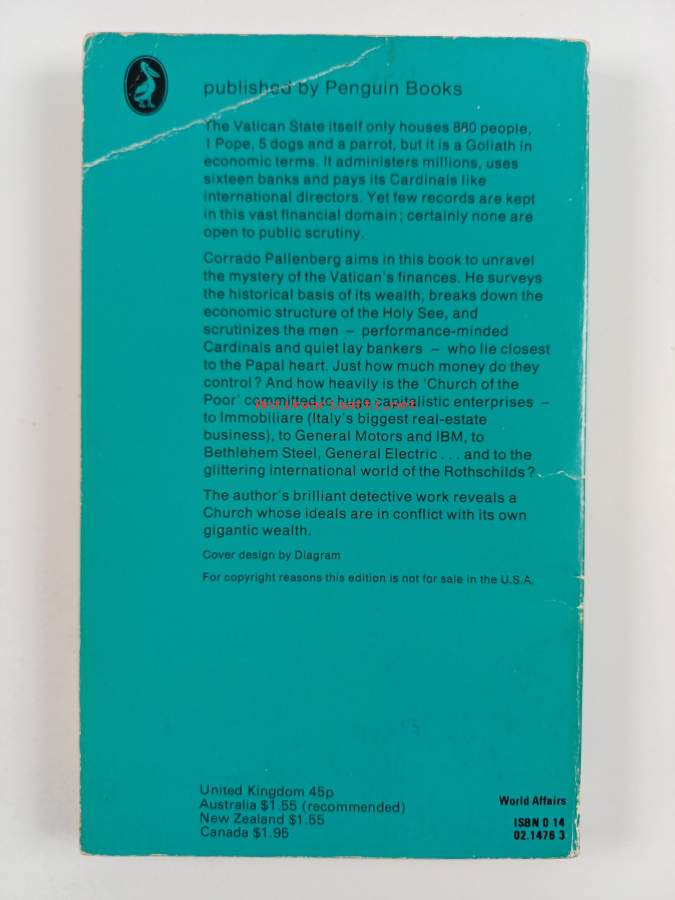 published by Penguin Books
The Vatican State itself only houses 880 people,
1 Pope, 5 dogs and a parrot, but it is a Goliath in
economic terms. It administers millions, uses
sixteen banks and pays its Cardinals like
international directors. Yet few records are kept
in this vast financial domain; certainly none are
open to public scrutiny.
Corrado Pallenberg aims in this book to unravel
the mystery of the Vatican's finances. He surveys
the historical basis of its wealth, breaks down the
economic structure of the Holy See, and
scrutinizes the men – performance-minded
Cardinals and quiet lay bankers – who lie closest
to the Papal heart. Just how much money do they
control? And how heavily is the 'Church of the
Poor' committed to huge capitalistic enterprises –
to Immobiliare (Italy's biggest real-estate
business), to General Motors and IBM, to
Bethlehem Steel, General Electric . . . and to the
glittering international world of the Rothschilds?
The author's brilliant detective work reveals a
Church whose ideals are in conflict with its own
gigantic wealth.
Cover design by Diagram
For copyright reasons this edition is not for sale in the U.S.A.
United Kingdom 45p
Australia $1.55 (recommended)
New Zealand $1.55
Canada $1.95
World Affairs
ISBN 0 14
02.1476 3